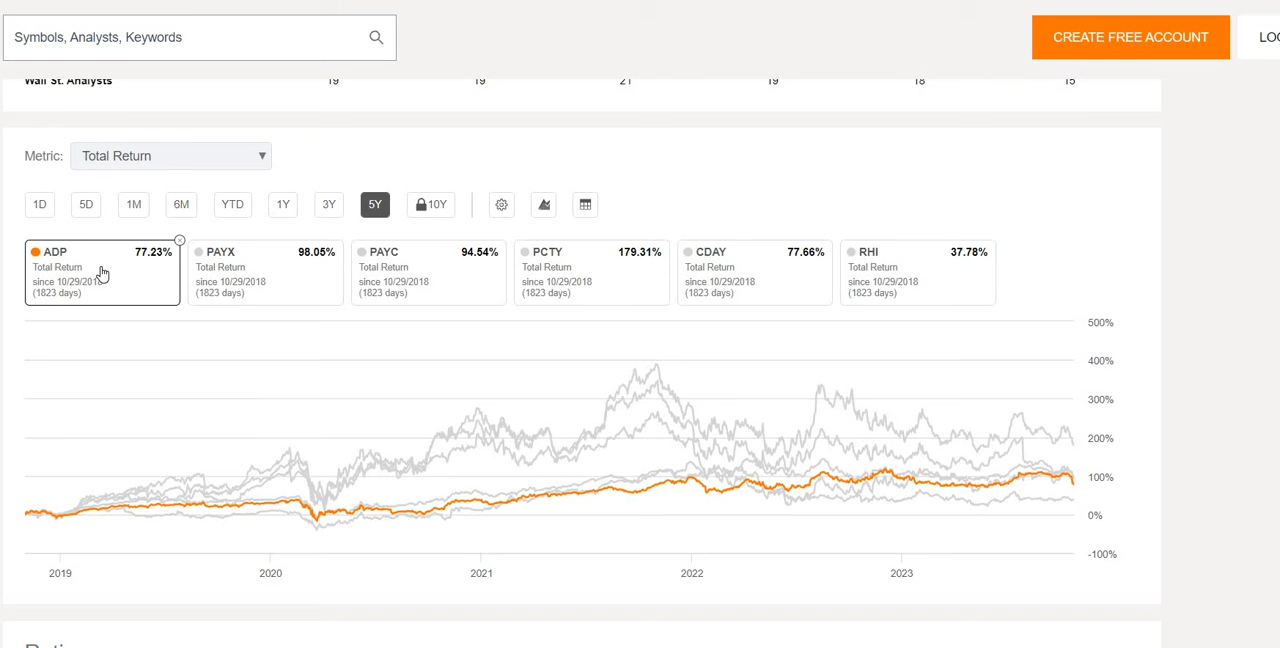 Symbols, Analysts, Keywords
CREATE FREE ACCOUNT
Wall St. Analysts 19 19 21 19 18 15
Metric: Total Return
1D 5D 1M 6M YTD 1Y 3Y 5Y 10Y
ADP 77.23% PAYX 98.05% PAYC 94.54% PCTY 179.31% CDAY 77.66% RHI 37.78%
Total Return Total Return Total Return Total Return Total Return Total Return
since 10/29/2018 since 10/29/2018 since 10/29/2018 since 10/29/2018 since 10/29/2018 since 10/29/2018
(1823 days) (1823 days) (1823 days) (1823 days) (1823 days) (1823 days)
500%
400%
300%
200%
100%
0%
-100%
2019 2020 2021 2022 2023